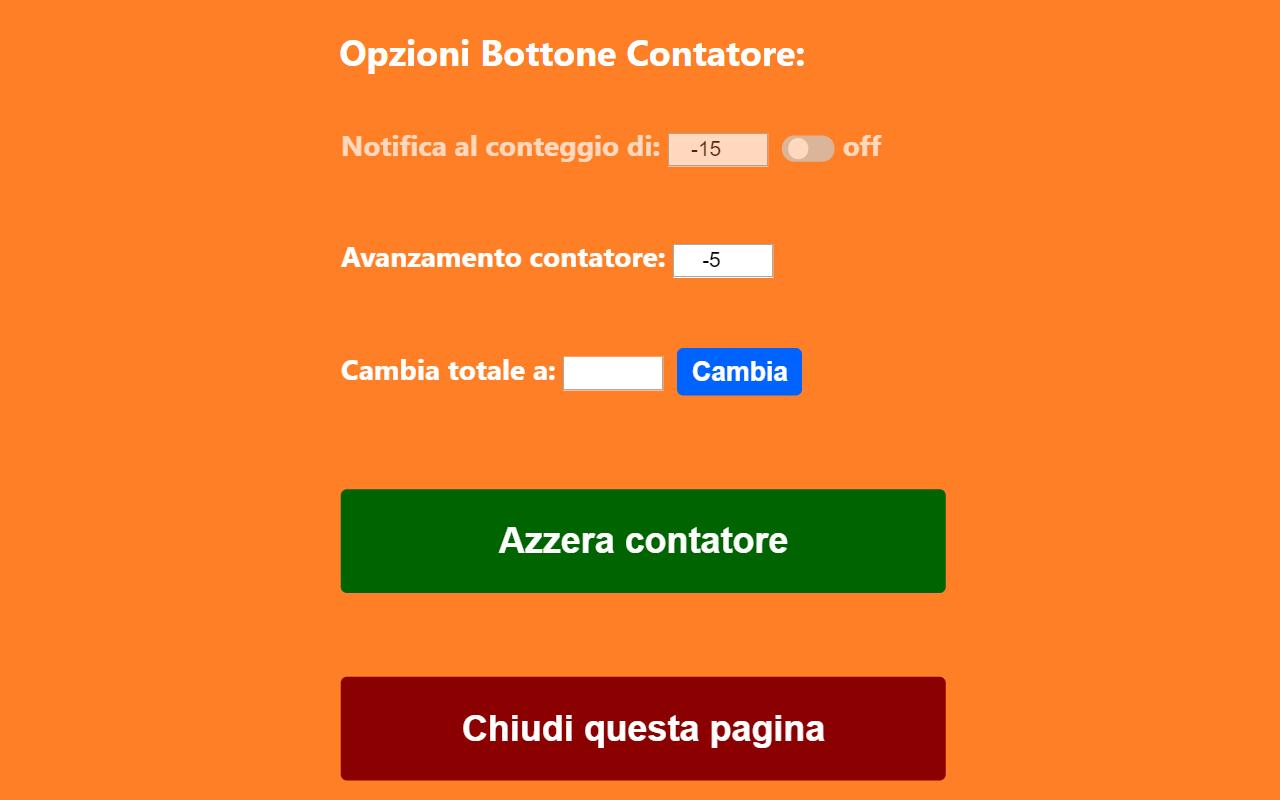 Opzioni Bottone Contatore:
Notifica al conteggio di: -15 off
Avanzamento contatore: -5
Cambia totale a: Cambia
Azzera contatore
Chiudi questa pagina